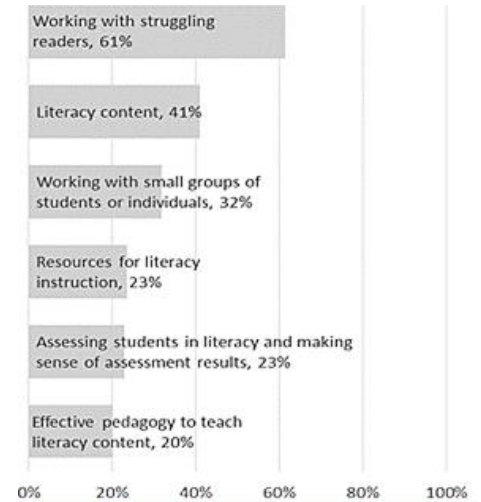 Working with struggling
readers, 61%
Literacy content, 41%
Working with small groups of
students or individuals, 32%
Resources for literacy
instruction, 23%
Assessing students in literacy and making
sense of assessment results, 23%
Effective pedagogy to teach
literacy content, 20%
0% 20% 40% 60% 80% 100%